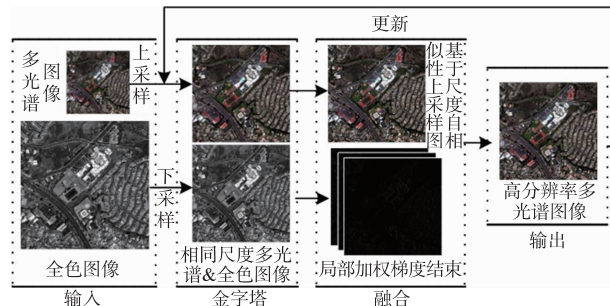 更新
多光谱
图像
上采样
下采样
全色图像
输入
相同尺度多光
谱&全色图像
金字塔
基于尺度自相
似性上采样图
局部加权梯度结束
融合
高分辨率多
光谱图像
输出